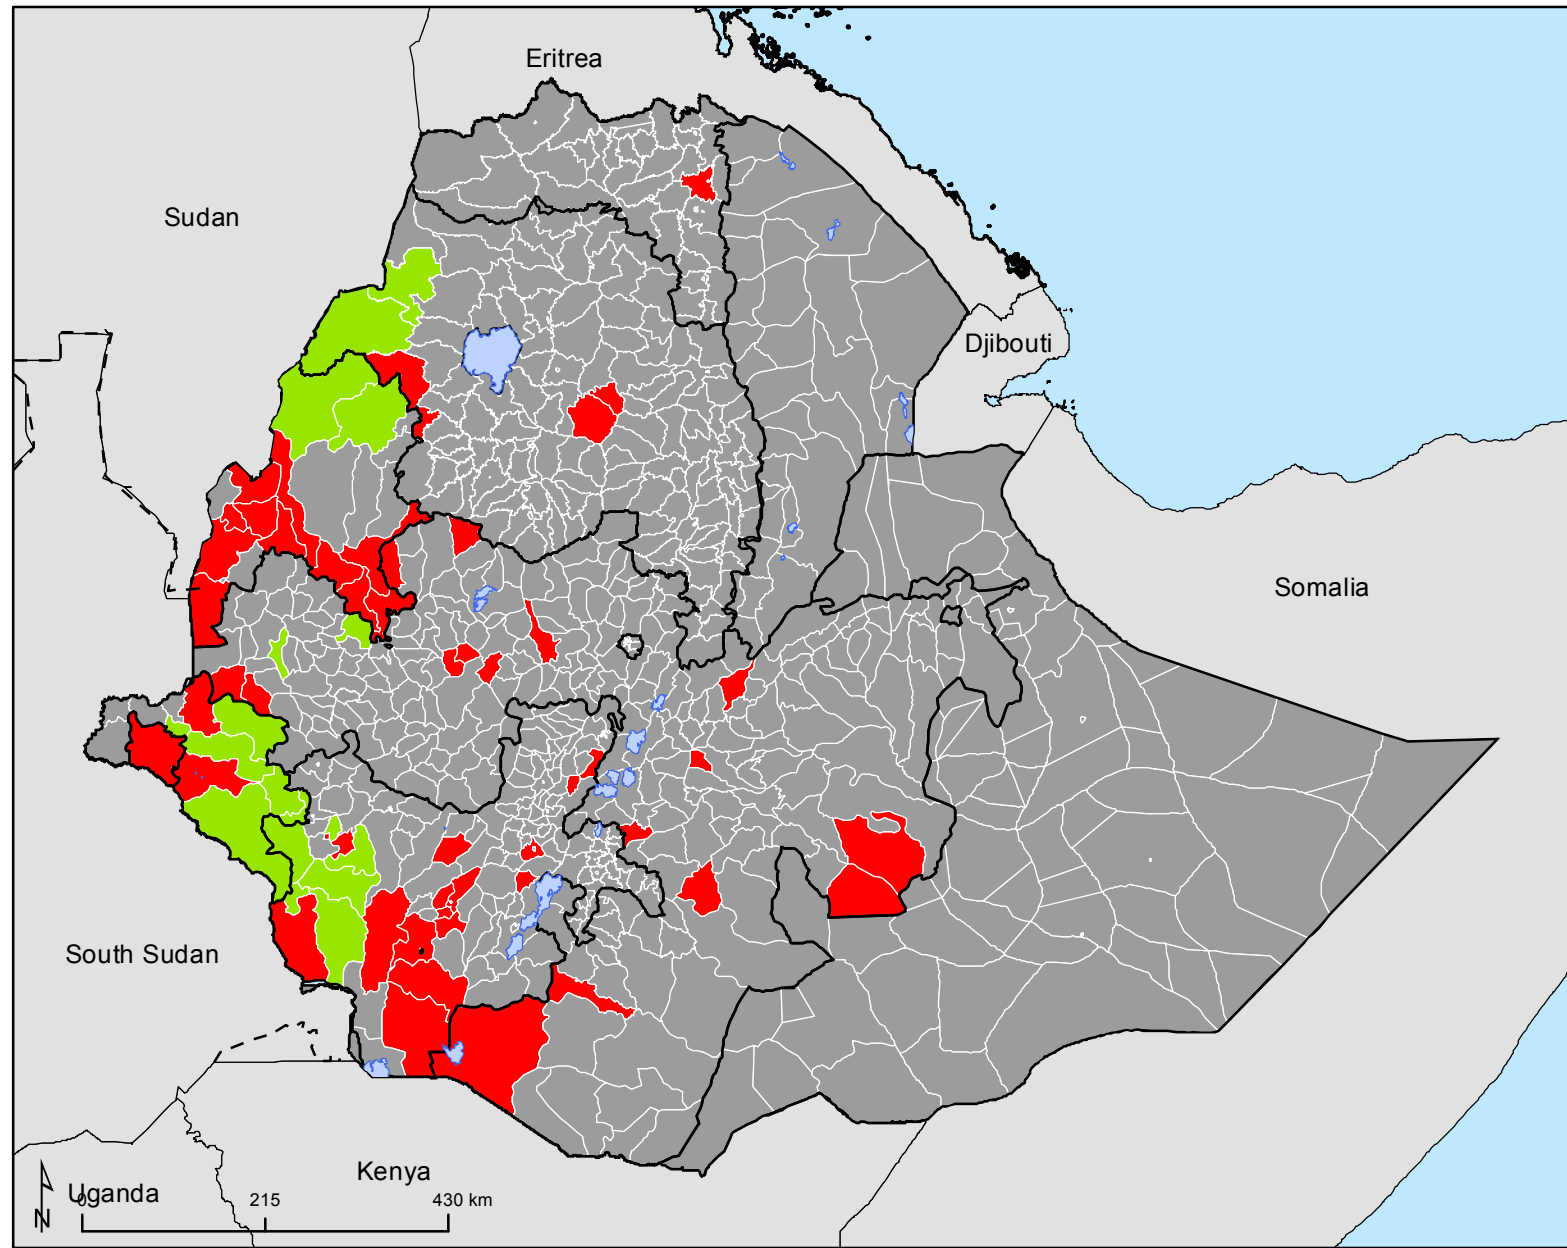 Eritrea
Sudan
Djibouti
Somalia
South Sudan
Kenya
Uganda
0 215 430 km
N